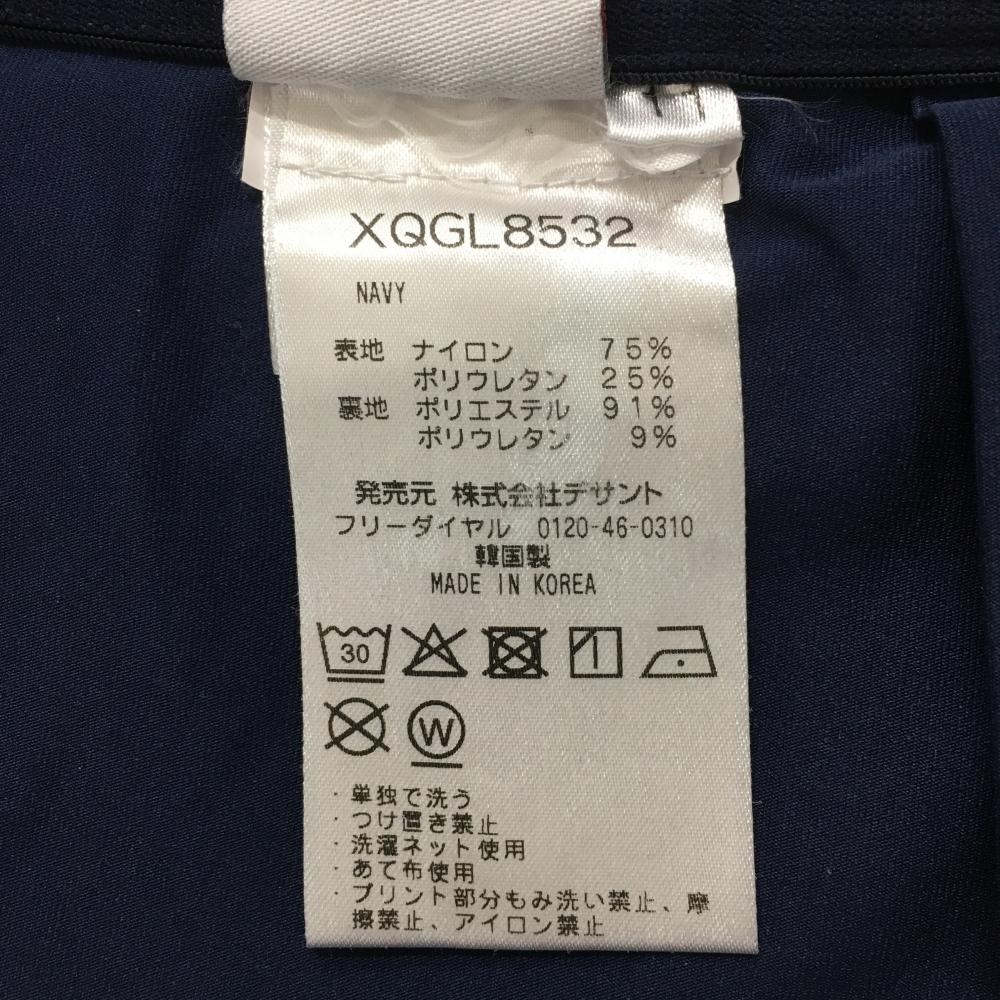 XQGL8532
NAVY
表地 ナイロン 75%
ポリウレタン 25%
裏地 ポリエステル 91%
ポリウレタン 9%
発売元 株式会社デサント
フリーダイヤル 0120-46-0310
韓国製
MADE IN KOREA
30
W
・単独で洗う
・つけ置き禁止
・洗濯ネット使用
・あて布使用
・プリント部分もみ洗い禁止、摩
擦禁止、アイロン禁止